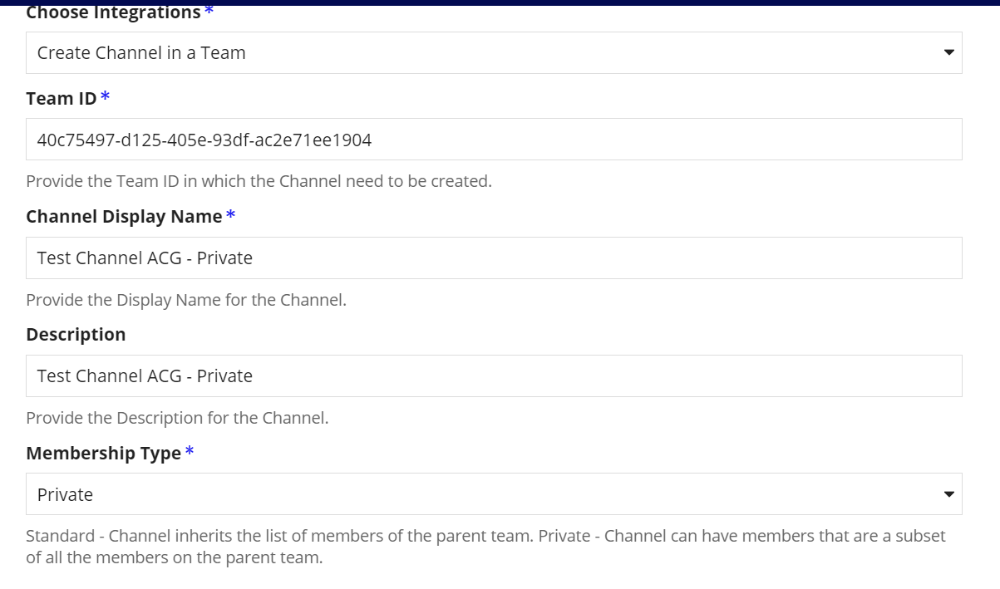 Choose Integrations *
Create Channel in a Team
Team ID *
40c75497-d125-405e-93df-ac2e71ee1904
Provide the Team ID in which the Channel need to be created.
Channel Display Name *
Test Channel ACG - Private
Provide the Display Name for the Channel.
Description
Test Channel ACG - Private
Provide the Description for the Channel.
Membership Type *
Private
Standard - Channel inherits the list of members of the parent team. Private - Channel can have members that are a subset
of all the members on the parent team.